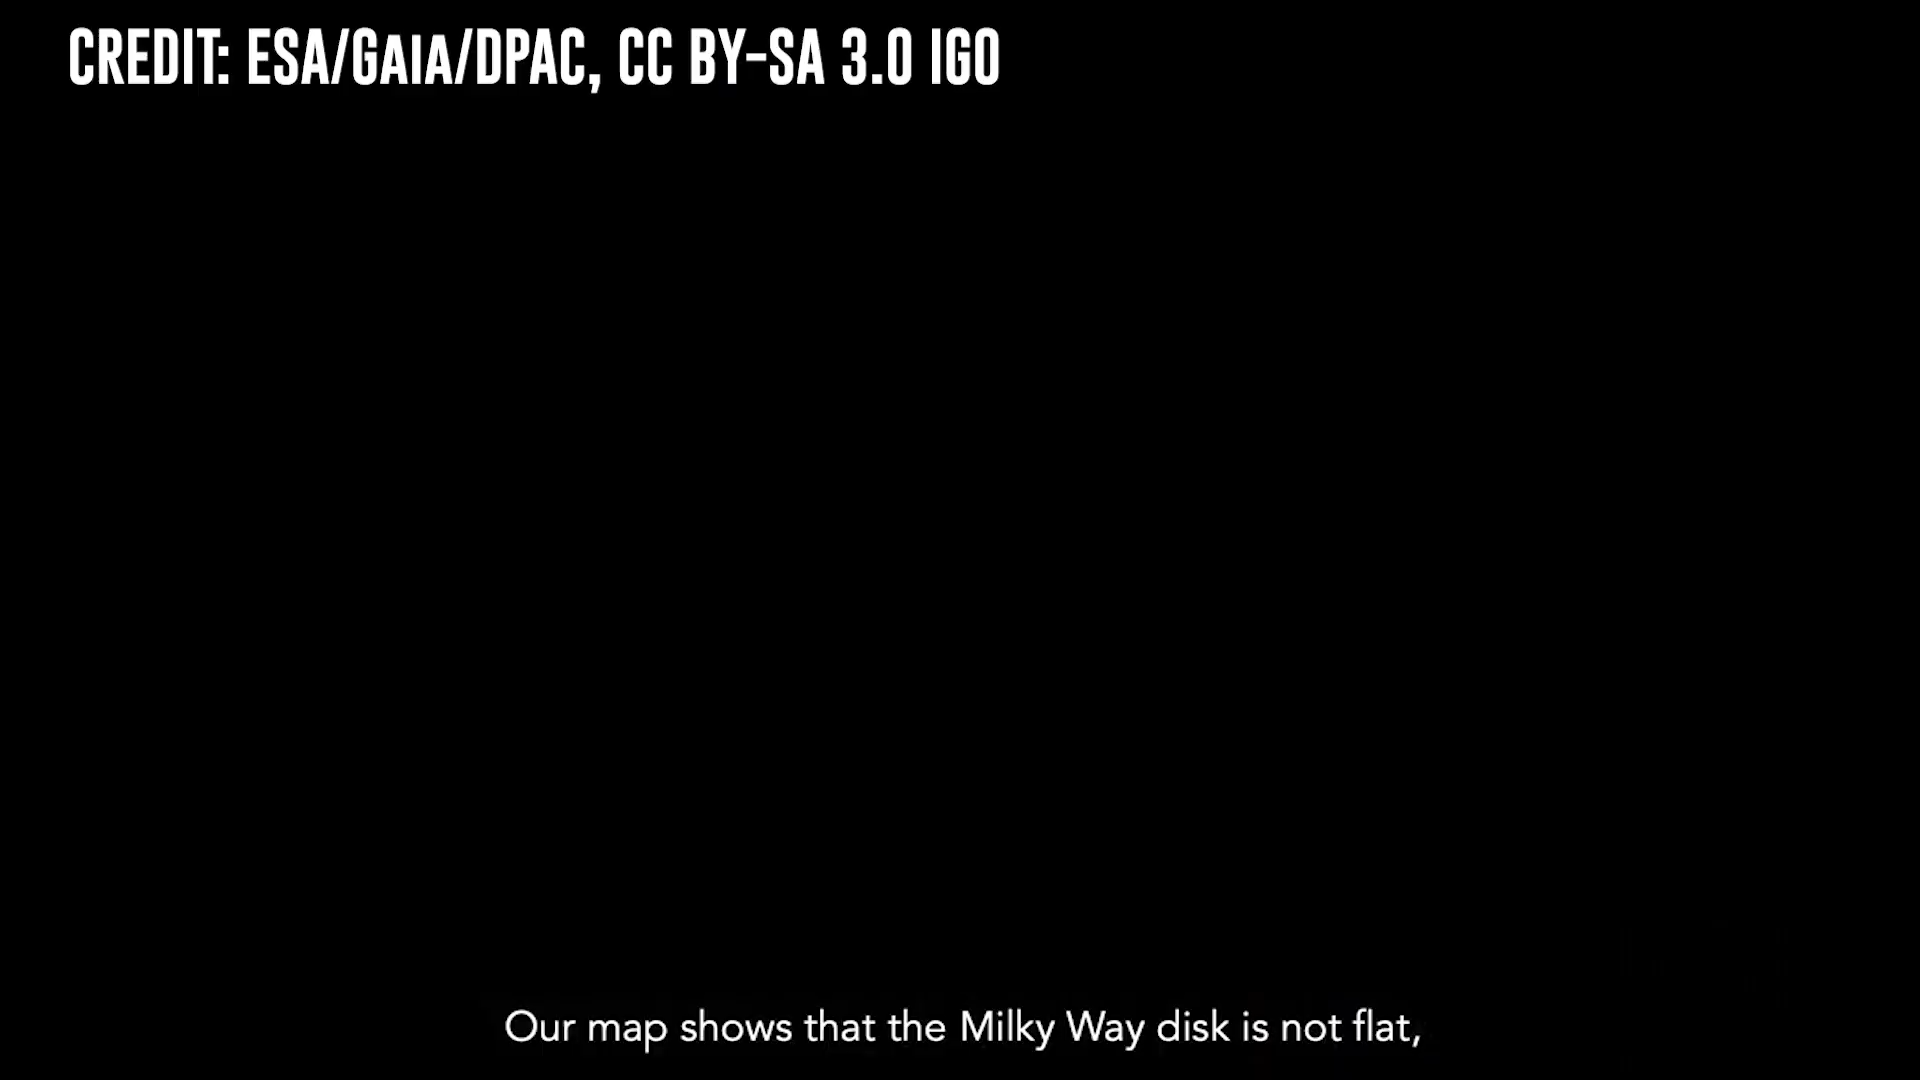 CREDIT: ESA/GAIA/DPAC, CC BY-SA 3.0 IGO
Our map shows that the Milky Way disk is not flat,